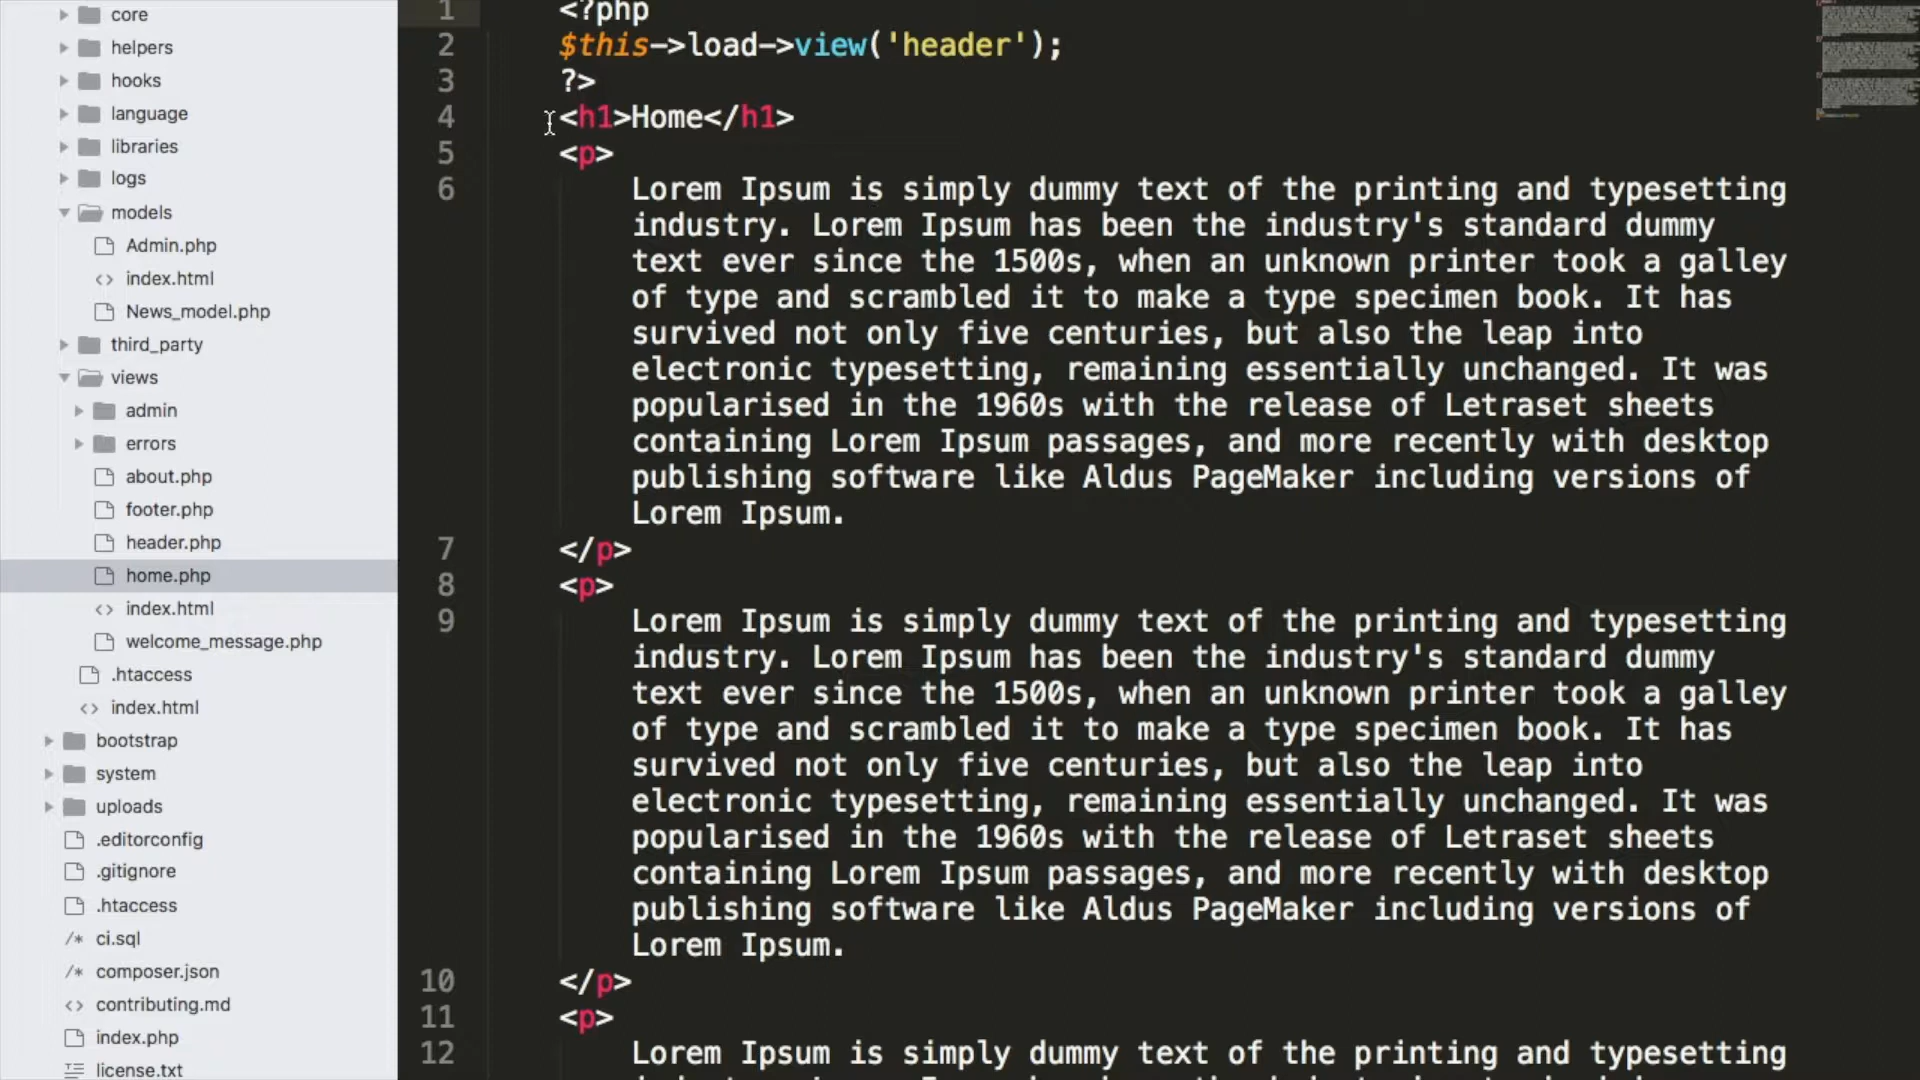 core
helpers
hooks
language
libraries
logs
models
Admin.php
index.html
News_model.php
third_party
views
admin
errors
about.php
footer.php
header.php
home.php
index.html
welcome_message.php
.htaccess
index.html
bootstrap
system
uploads
.editorconfig
.gitignore
.htaccess
/* ci.sql
/* composer.json
<> contributing.md
index.php
license.txt
1 <?php
2 $this->load->view('header');
3 ?>
4 <h1>Home</h1>
5 <p>
6 Lorem Ipsum is simply dummy text of the printing and typesetting
industry. Lorem Ipsum has been the industry's standard dummy
text ever since the 1500s, when an unknown printer took a galley
of type and scrambled it to make a type specimen book. It has
survived not only five centuries, but also the leap into
electronic typesetting, remaining essentially unchanged. It was
popularised in the 1960s with the release of Letraset sheets
containing Lorem Ipsum passages, and more recently with desktop
publishing software like Aldus PageMaker including versions of
Lorem Ipsum.
7 </p>
8 <p>
9 Lorem Ipsum is simply dummy text of the printing and typesetting
industry. Lorem Ipsum has been the industry's standard dummy
text ever since the 1500s, when an unknown printer took a galley
of type and scrambled it to make a type specimen book. It has
survived not only five centuries, but also the leap into
electronic typesetting, remaining essentially unchanged. It was
popularised in the 1960s with the release of Letraset sheets
containing Lorem Ipsum passages, and more recently with desktop
publishing software like Aldus PageMaker including versions of
Lorem Ipsum.
10 </p>
11 <p>
12 Lorem Ipsum is simply dummy text of the printing and typesetting